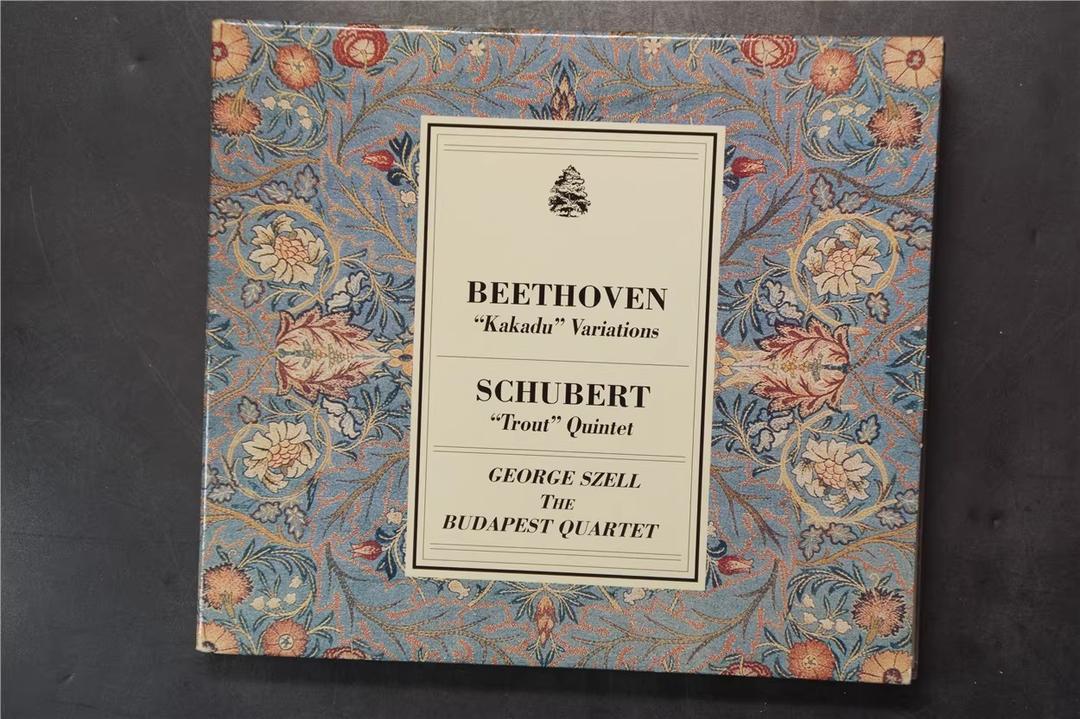 BEETHOVEN
“Kakadu” Variations
SCHUBERT
“Trout” Quintet
GEORGE SZELL
THE
BUDAPEST QUARTET